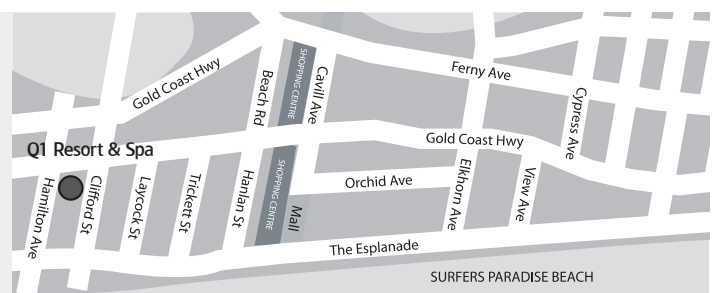 Gold Coast Hwy
Beach Rd
SHOPPING CENTRE
Cavill Ave
Ferny Ave
Cypress Ave
Q1 Resort & Spa
Gold Coast Hwy
Hamilton Ave
Clifford St
Laycock St
Trickett St
Hanlan St
SHOPPING CENTRE
Mall
Orchid Ave
Elkhorn Ave
View Ave
The Esplanade
SURFERS PARADISE BEACH